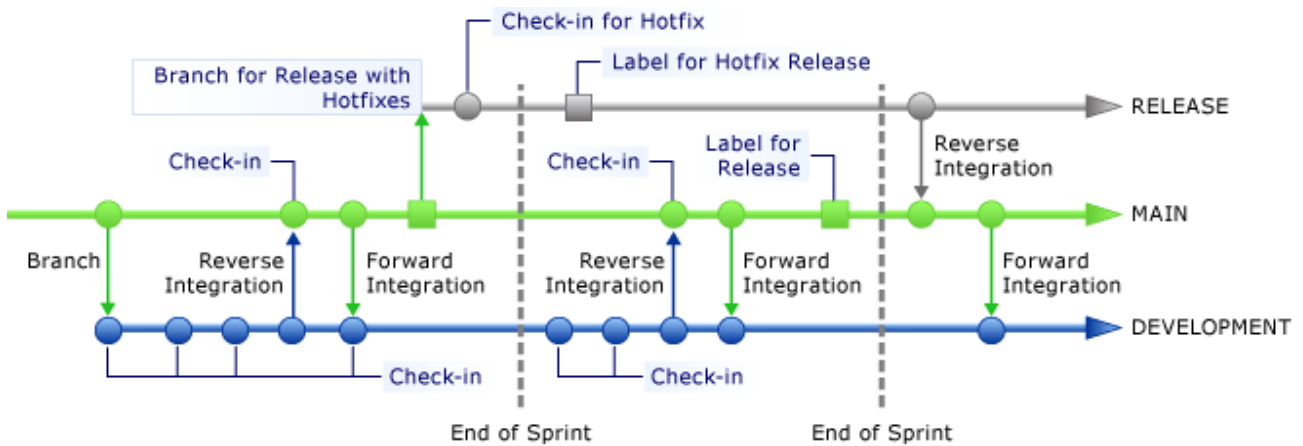 Check-in for Hotfix
Label for Hotfix Release
Branch for Release with
Hotfixes
RELEASE
Check-in
Check-in
Label for
Release
Reverse
Integration
MAIN
Branch
Reverse
Integration
Forward
Integration
Reverse
Integration
Forward
Integration
Forward
Integration
DEVELOPMENT
Check-in
Check-in
End of Sprint
End of Sprint